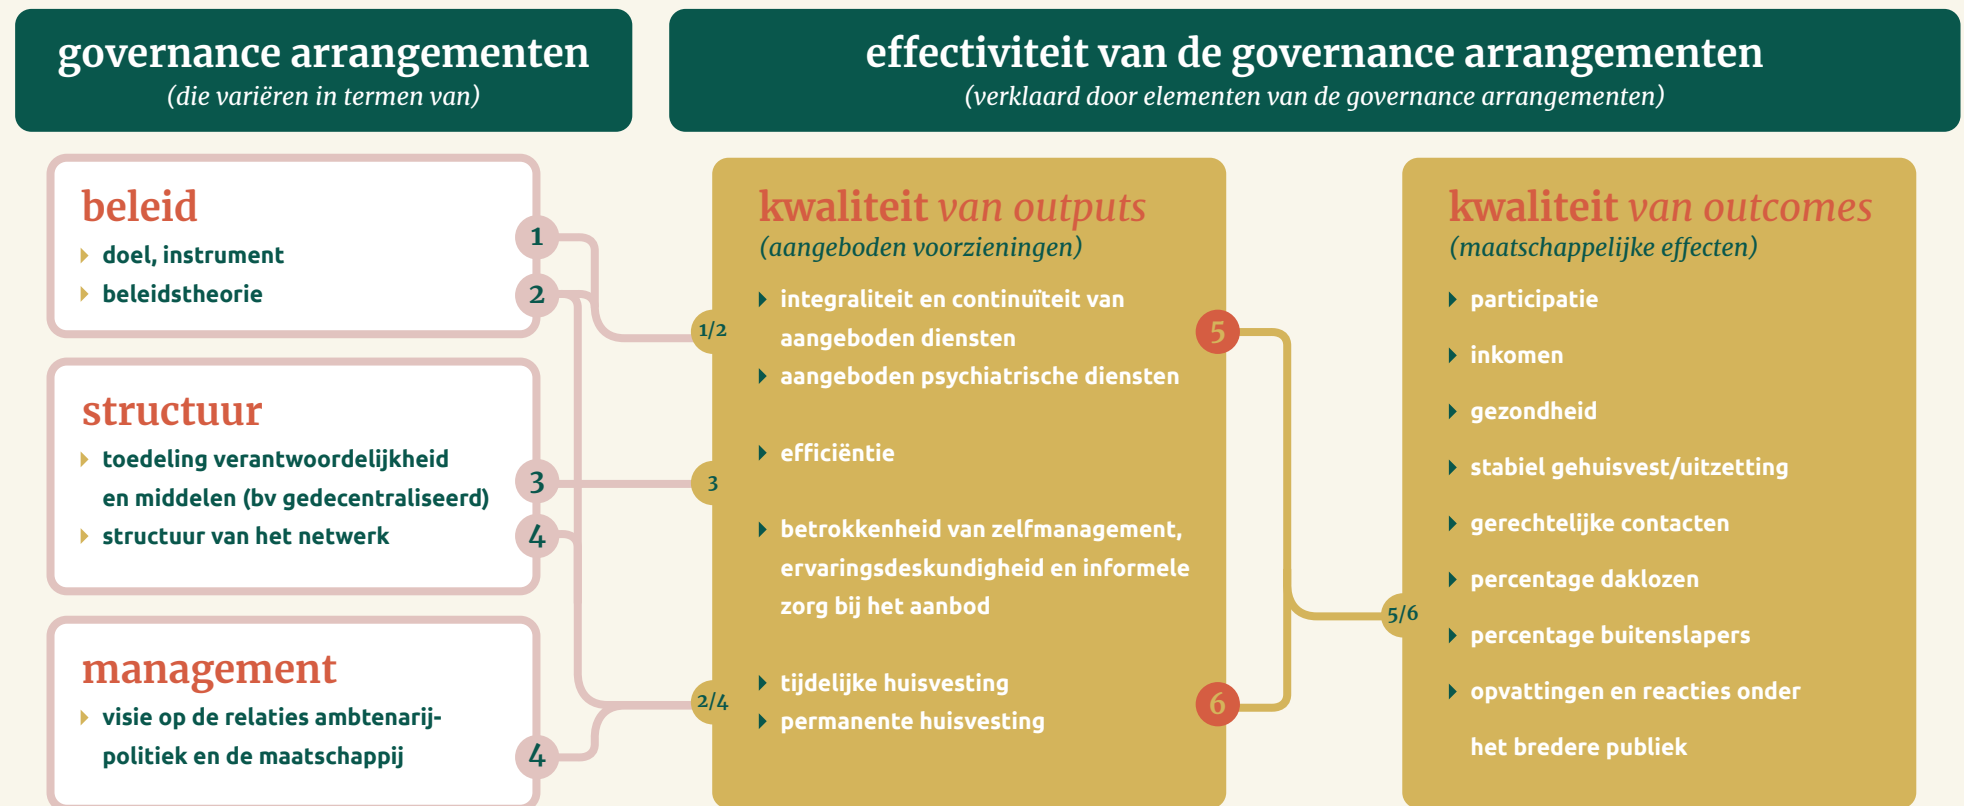 governance arrangementen
(die variëren in termen van)
effectiviteit van de governance arrangementen
(verklaard door elementen van de governance arrangementen)
beleid
doel, instrument
beleidstheorie
1
2
structuur
toedeling verantwoordelijkheid
en middelen (bv gedecentraliseerd)
structuur van het netwerk
3
4
management
visie op de relaties ambtenarij-
politiek en de maatschappij
4
kwaliteit van outputs
(aangeboden voorzieningen)
1/2
integraliteit en continuïteit van
aangeboden diensten
aangeboden psychiatrische diensten
efficiëntie
3
betrokkenheid van zelfmanagement,
ervaringsdeskundigheid en informele
zorg bij het aanbod
2/4
tijdelijke huisvesting
permanente huisvesting
5
6
kwaliteit van outcomes
(maatschappelijke effecten)
participatie
inkomen
gezondheid
stabiel gehuisvest/uitzetting
gerechtelijke contacten
percentage daklozen
5/6
percentage buitenslapers
opvattingen en reacties onder
het bredere publiek